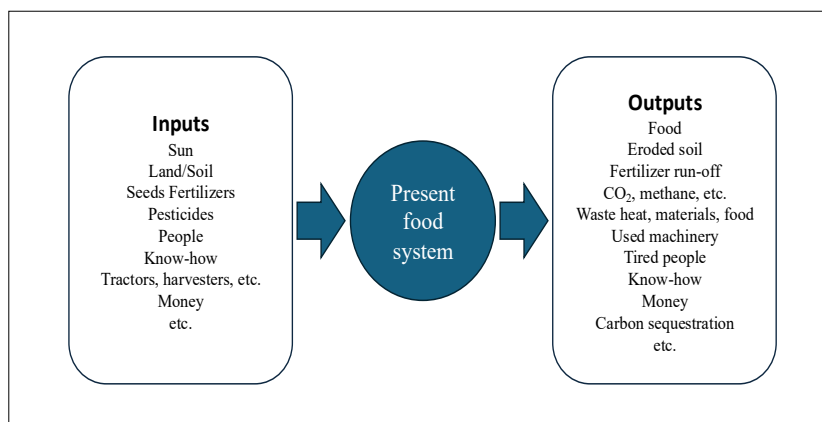 Inputs
Sun
Land/Soil
Seeds Fertilizers
Pesticides
People
Know-how
Tractors, harvesters, etc.
Money
etc.
Present
food
system
Outputs
Food
Eroded soil
Fertilizer run-off
CO₂, methane, etc.
Waste heat, materials, food
Used machinery
Tired people
Know-how
Money
Carbon sequestration
etc.